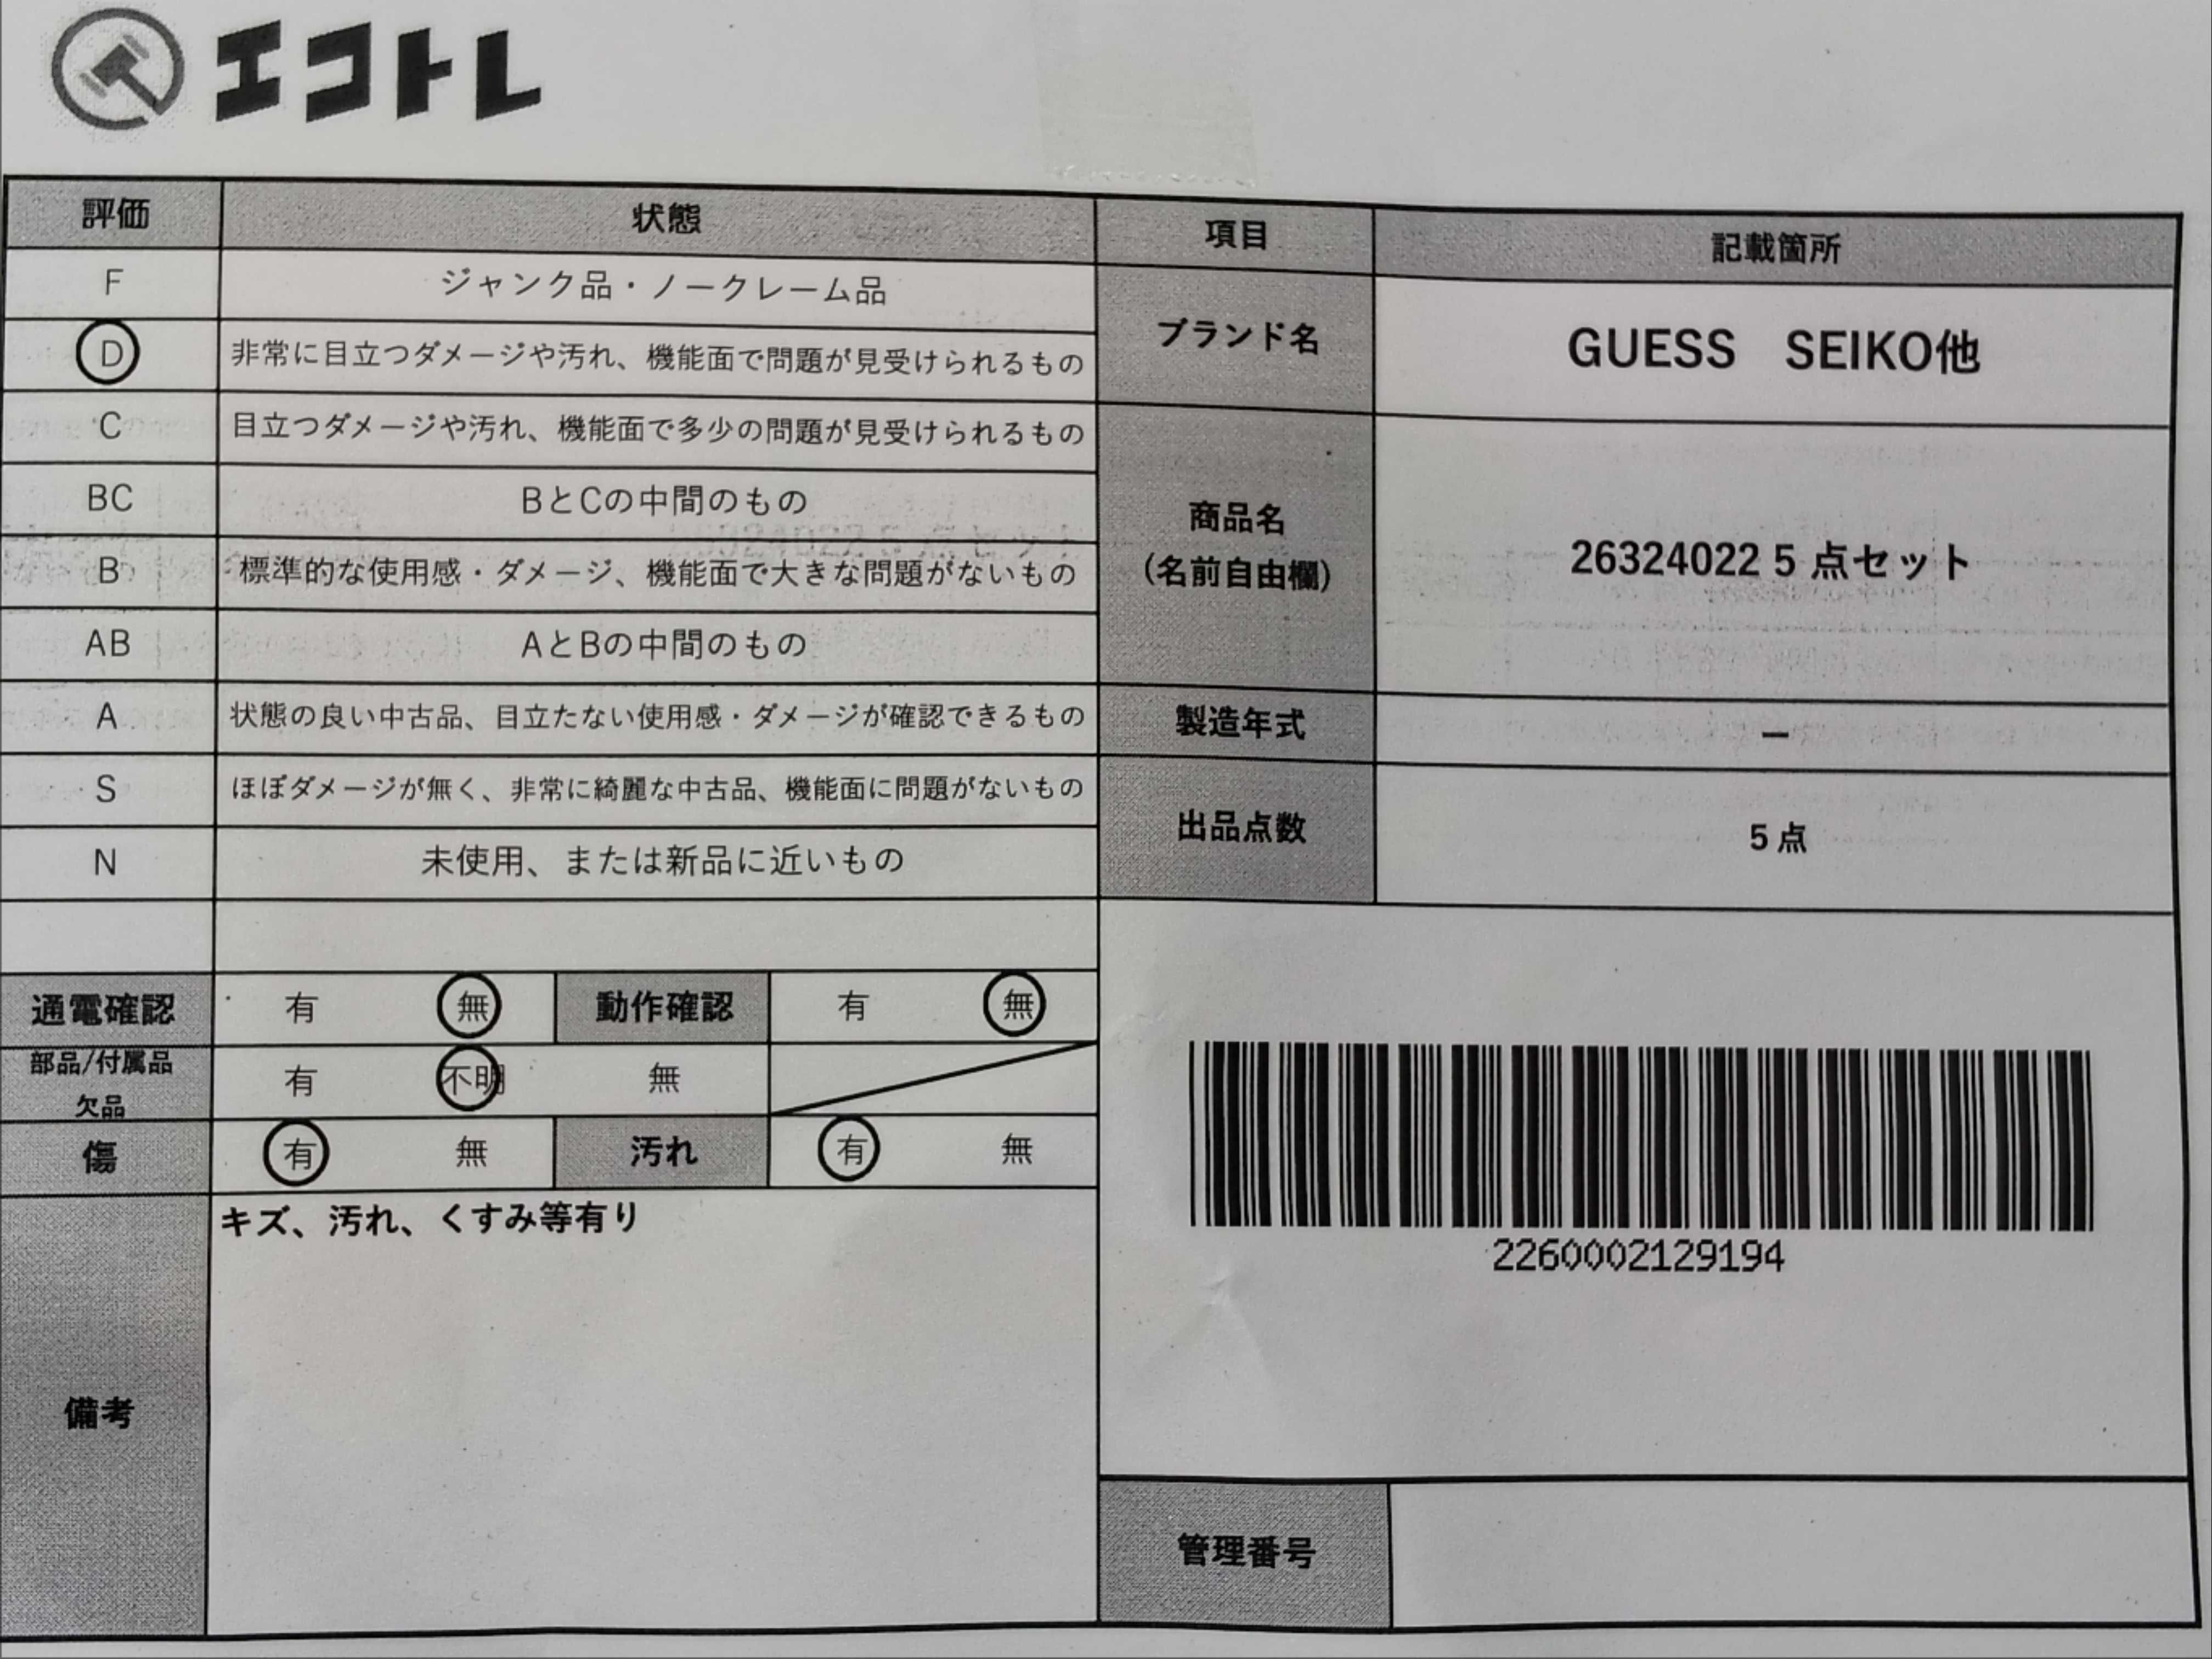 エコトレ
評価 状態 項目 記載箇所
F ジャンク品・ノークレーム品
D 非常に目立つダメージや汚れ、機能面で問題が見受けられるもの
ブランド名 GUESS SEIKO他
C 目立つダメージや汚れ、機能面で多少の問題が見受けられるもの
BC BとCの中間のもの
商品名
(名前自由欄)
26324022 5 点セット
B 標準的な使用感・ダメージ、機能面で大きな問題がないもの
AB AとBの中間のもの
A 状態の良い中古品、目立たない使用感・ダメージが確認できるもの
製造年式 ー
S ほぼダメージが無く、非常に綺麗な中古品、機能面に問題がないもの
出品点数 5 点
N 未使用、または新品に近いもの
通電確認 有 無 動作確認 有 無
部品/付属品
欠品
有 不明 無
傷 有 無 汚れ 有 無
備考
キズ、汚れ、くすみ等有り
2260002129194
管理番号